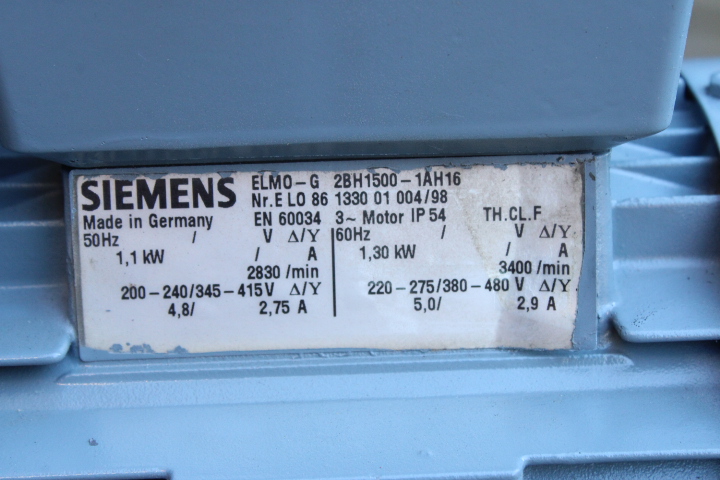 SIEMENS ELMO-G 2BH1500-1AH16
Nr.E LO 86 1330 01 004/98
Made in Germany EN 60034 3~ Motor IP 54 TH.CL.F
50Hz / V Δ/Y 60Hz / V Δ/Y
1,1 kW / A 1,30 kW / A
2830 /min 3400 /min
200-240/345-415V Δ/Y 220-275/380-480 V Δ/Y
4,8/ 2,75 A 5,0/ 2,9 A